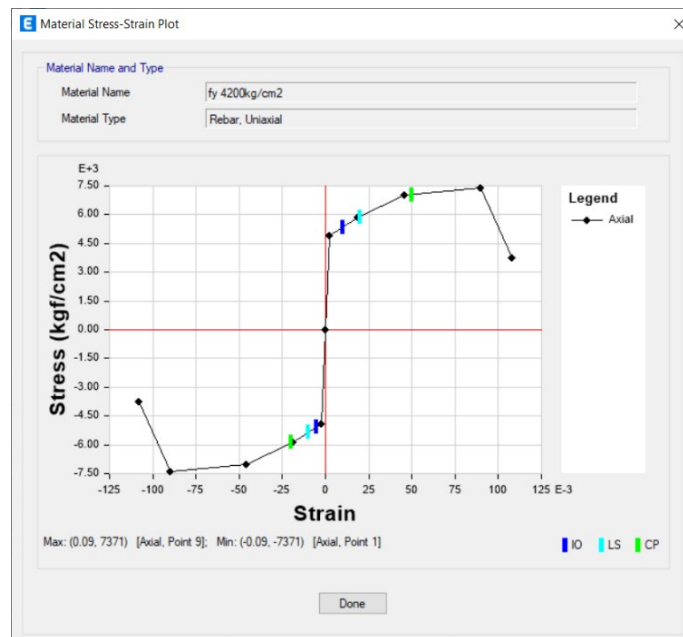 E Material Stress-Strain Plot
Material Name and Type
Material Name fy 4200kg/cm2
Material Type Rebar, Uniaxial
E+3
7.50
6.00
4.50
3.00
1.50
0.00
-1.50
-3.00
-4.50
-6.00
-7.50
Stress (kgf/cm2)
-125 -100 -75 -50 -25 0 25 50 75 100 125 E-3
Strain
Legend
Axial
Max: (0.09, 7371) [Axial, Point 9]; Min: (-0.09, -7371) [Axial, Point 1]
IO LS CP
Done